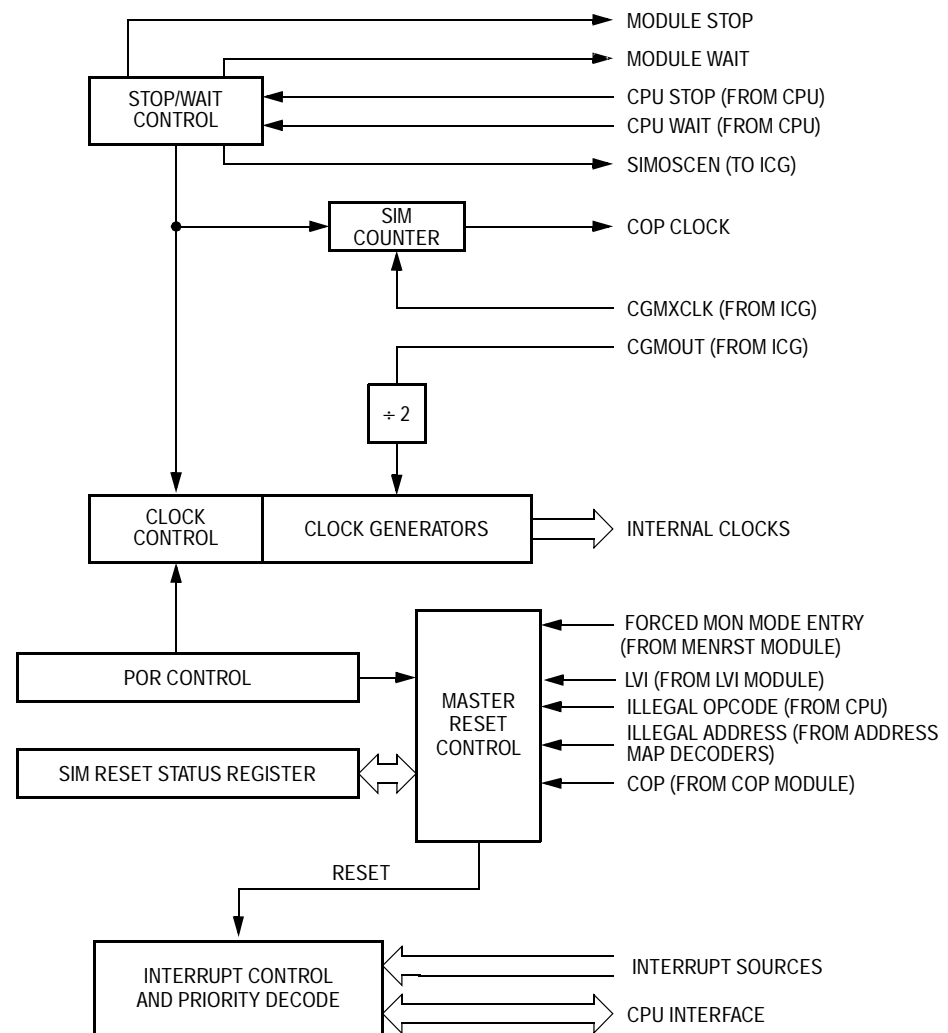 MODULE STOP
MODULE WAIT
STOP/WAIT
CONTROL
CPU STOP (FROM CPU)
CPU WAIT (FROM CPU)
SIMOSCEN (TO ICG)
SIM
COUNTER
COP CLOCK
CGMXCLK (FROM ICG)
CGMOUT (FROM ICG)
÷ 2
CLOCK
CONTROL
CLOCK GENERATORS
INTERNAL CLOCKS
FORCED MON MODE ENTRY
(FROM MENRST MODULE)
POR CONTROL
LVI (FROM LVI MODULE)
MASTER
RESET
CONTROL
ILLEGAL OPCODE (FROM CPU)
ILLEGAL ADDRESS (FROM ADDRESS
MAP DECODERS)
SIM RESET STATUS REGISTER
COP (FROM COP MODULE)
RESET
INTERRUPT CONTROL
AND PRIORITY DECODE
INTERRUPT SOURCES
CPU INTERFACE